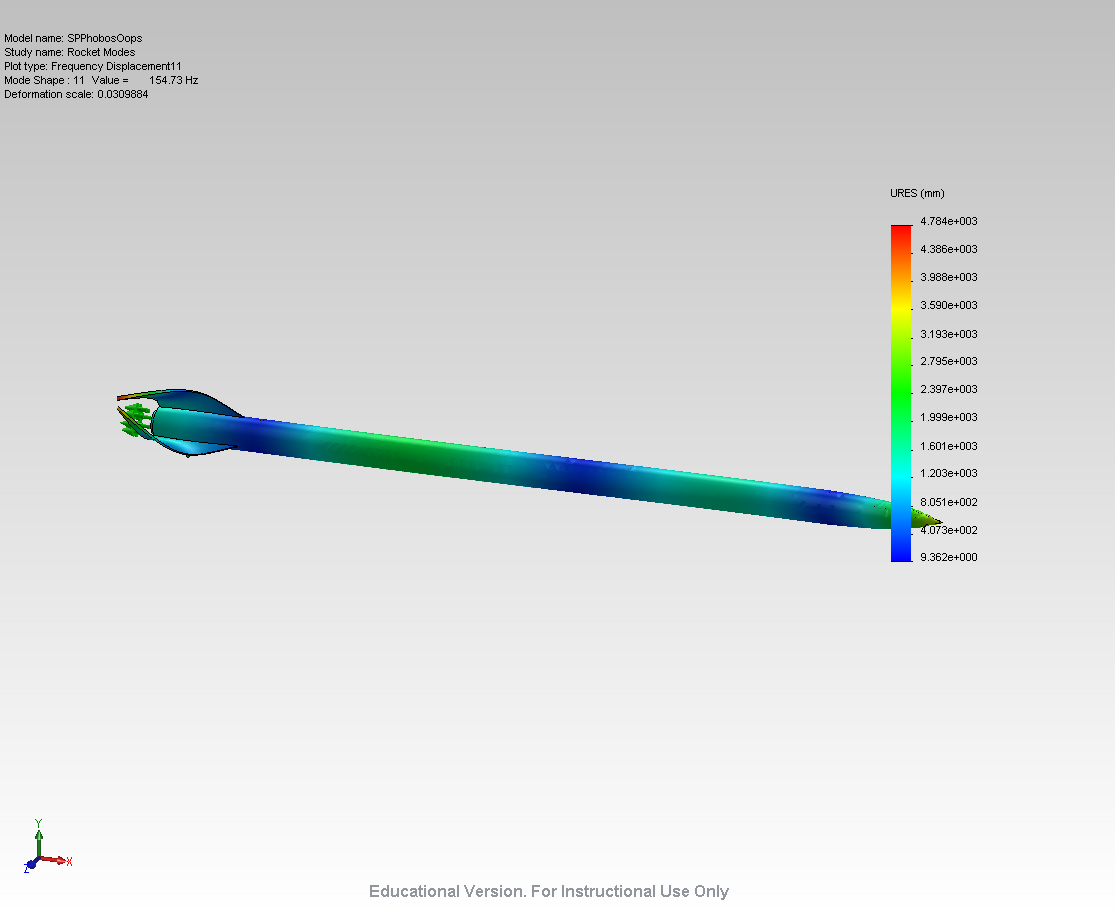 Model name: SPPhobosOops
Study name: Rocket Modes
Plot type: Frequency Displacement11
Mode Shape : 11 Value = 154.73 Hz
Deformation scale: 0.0309884
URES (mm)
4.784e+003
4.386e+003
3.988e+003
3.590e+003
3.193e+003
2.795e+003
2.397e+003
1.999e+003
1.601e+003
1.203e+003
8.051e+002
4.073e+002
9.362e+000
Y
X
Z
Educational Version. For Instructional Use Only